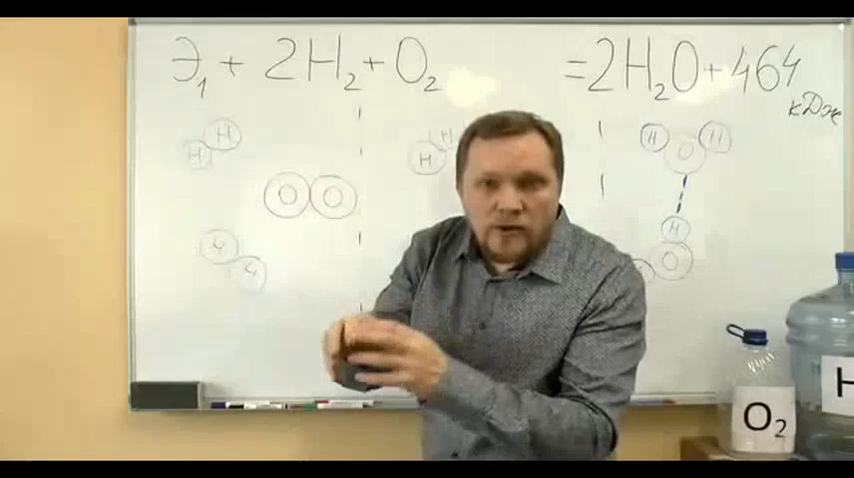 Э₁ + 2H₂ + O₂ = 2H₂O + 464
кДж
H H
H H
H H
O
O O
H
H H
O
O₂
H